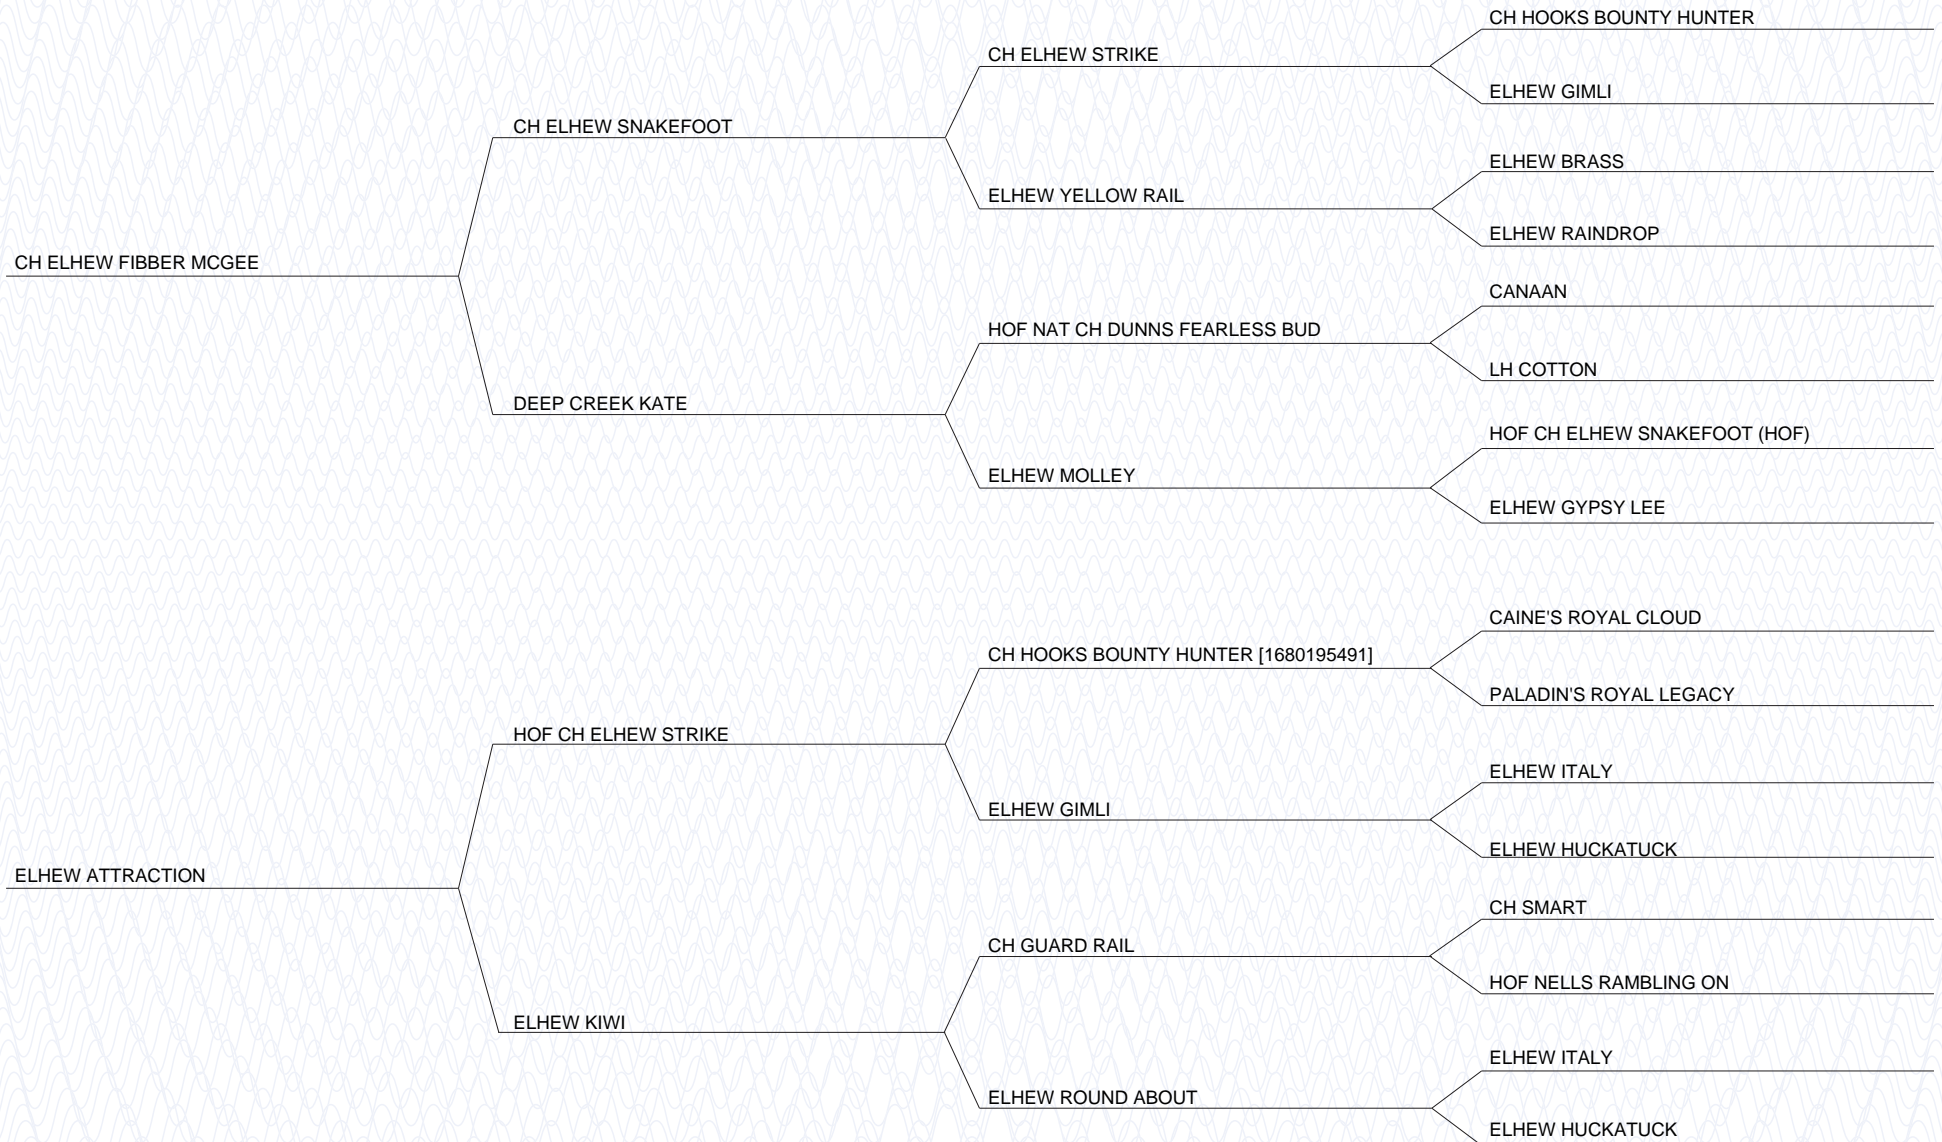 CH HOOKS BOUNTY HUNTER
CH ELHEW STRIKE
ELHEW GIMLI
CH ELHEW SNAKEFOOT
ELHEW BRASS
ELHEW YELLOW RAIL
ELHEW RAINDROP
CH ELHEW FIBBER MCGEE
CANAAN
HOF NAT CH DUNNS FEARLESS BUD
LH COTTON
DEEP CREEK KATE
HOF CH ELHEW SNAKEFOOT (HOF)
ELHEW MOLLEY
ELHEW GYPSY LEE
CAINE'S ROYAL CLOUD
CH HOOKS BOUNTY HUNTER [1680195491]
PALADIN'S ROYAL LEGACY
HOF CH ELHEW STRIKE
ELHEW ITALY
ELHEW GIMLI
ELHEW HUCKATUCK
ELHEW ATTRACTION
CH SMART
CH GUARD RAIL
HOF NELLS RAMBLING ON
ELHEW KIWI
ELHEW ITALY
ELHEW ROUND ABOUT
ELHEW HUCKATUCK